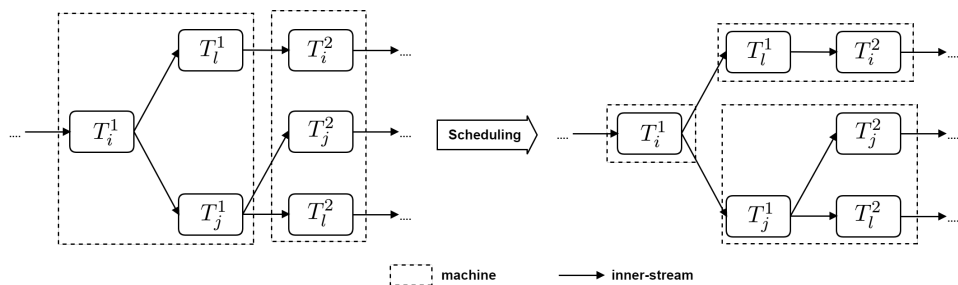 T_l^1 T_i^2 ....
.... T_i^1 T_j^2 ....
T_j^1 T_l^2 ....
Scheduling
T_l^1 T_i^2 ....
.... T_i^1 T_j^2 ....
T_j^1 T_l^2 ....
machine
inner-stream